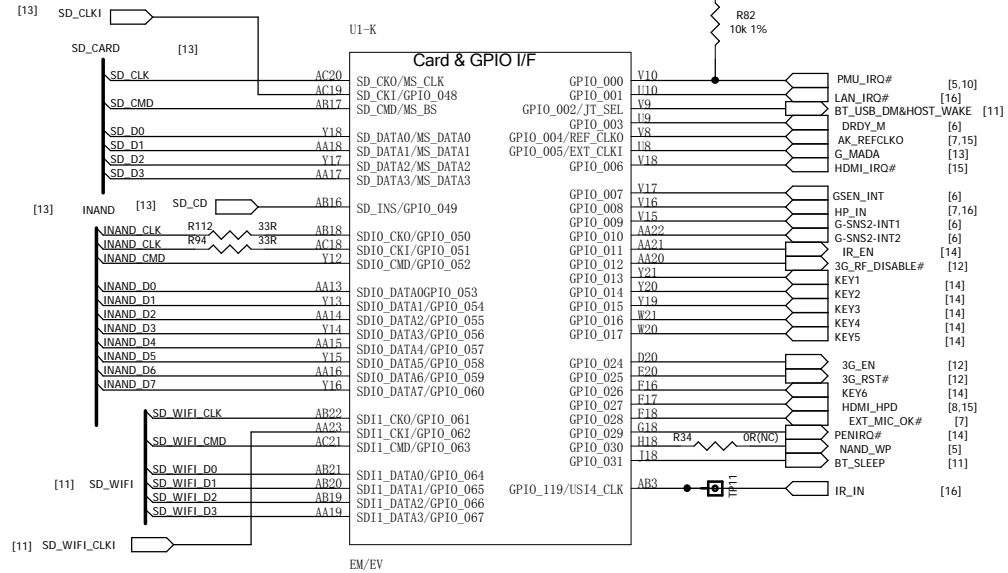 [13] SD_CLKI
R82
10k 1%
U1-K
SD_CARD [13]
Card & GPIO I/F
SD_CLK AC20 SD_CKO/MS_CLK
AC19 SD_CKI/GPIO_048
SD_CMD AB17 SD_CMD/MS_BS
SD_D0 Y18 SD_DATA0/MS_DATA0
SD_D1 AA18 SD_DATA1/MS_DATA1
SD_D2 Y17 SD_DATA2/MS_DATA2
SD_D3 AA17 SD_DATA3/MS_DATA3
[13] SD_CD AB16 SD_INS/GPIO_049
[13] INAND
INAND_CLK R112 33R AB18 SDI0_CKO/GPIO_050
INAND_CLK R94 33R AC18 SDI0_CKI/GPIO_051
INAND_CMD Y12 SDI0_CMD/GPIO_052
INAND_D0 AA13 SDI0_DATA0GPIO_053
INAND_D1 Y13 SDI0_DATA1/GPIO_054
INAND_D2 AA14 SDI0_DATA2/GPIO_055
INAND_D3 Y14 SDI0_DATA3/GPIO_056
INAND_D4 AA15 SDI0_DATA4/GPIO_057
INAND_D5 Y15 SDI0_DATA5/GPIO_058
INAND_D6 AA16 SDI0_DATA6/GPIO_059
INAND_D7 Y16 SDI0_DATA7/GPIO_060
SD_WIFI_CLK AB22 SDI1_CKO/GPIO_061
AA23 SDI1_CKI/GPIO_062
SD_WIFI_CMD AC21 SDI1_CMD/GPIO_063
[11] SD_WIFI
SD_WIFI_D0 AB21 SDI1_DATA0/GPIO_064
SD_WIFI_D1 AB20 SDI1_DATA1/GPIO_065
SD_WIFI_D2 AB19 SDI1_DATA2/GPIO_066
SD_WIFI_D3 AA19 SDI1_DATA3/GPIO_067
[11] SD_WIFI_CLKI
GPIO_000 V10 PMU_IRQ# [5,10]
GPIO_001 U10 LAN_IRQ# [16]
GPIO_002/JT_SEL V9 BT_USB_DM&HOST_WAKE [11]
GPIO_003 U9 DRDY_M [6]
GPIO_004/REF_CLKO V8 AK_REFCLKO [7,15]
GPIO_005/EXT_CLKI U8 G_MADA [13]
GPIO_006 V18 HDMI_IRQ# [15]
GPIO_007 V17 GSEN_INT [6]
GPIO_008 V16 HP_IN [7,16]
GPIO_009 V15 G-SNS2-INT1 [6]
GPIO_010 AA22 G-SNS2-INT2 [6]
GPIO_011 AA21 IR_EN [14]
GPIO_012 AA20 3G_RF_DISABLE# [12]
GPIO_013 Y21 KEY1 [14]
GPIO_014 Y20 KEY2 [14]
GPIO_015 Y19 KEY3 [14]
GPIO_016 W21 KEY4 [14]
GPIO_017 W20 KEY5 [14]
GPIO_024 D20 3G_EN [12]
GPIO_025 E20 3G_RST# [12]
GPIO_026 F16 KEY6 [14]
GPIO_027 F17 HDMI_HPD [8,15]
GPIO_028 F18 EXT_MIC_OK# [7]
GPIO_029 G18 PENIRQ# [14]
GPIO_030 H18 R34 0R(NC) NAND_WP [5]
GPIO_031 J18 BT_SLEEP [11]
GPIO_119/USI4_CLK AB3 TP11 IR_IN [16]
EM/EV